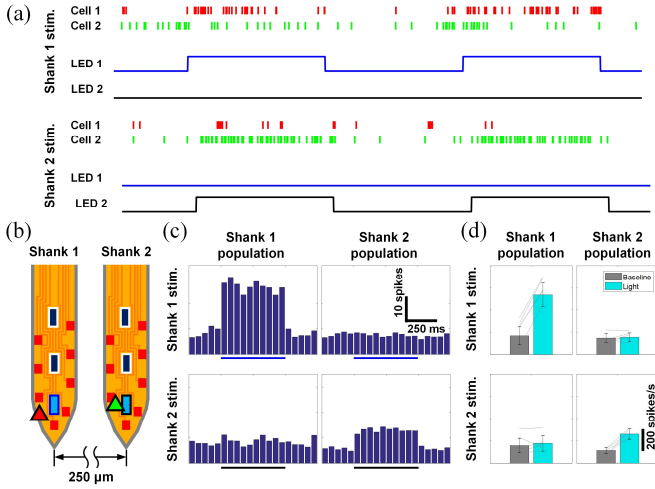 (a)
Shank 1 stim.
Cell 1
Cell 2
LED 1
LED 2
Shank 2 stim.
Cell 1
Cell 2
LED 1
LED 2
(b)
Shank 1
Shank 2
250 µm
(c)
Shank 1 population
Shank 2 population
Shank 1 stim.
10 spikes
250 ms
Shank 2 stim.
(d)
Shank 1 population
Shank 2 population
Shank 1 stim.
Baseline
Light
Shank 2 stim.
200 spikes/s